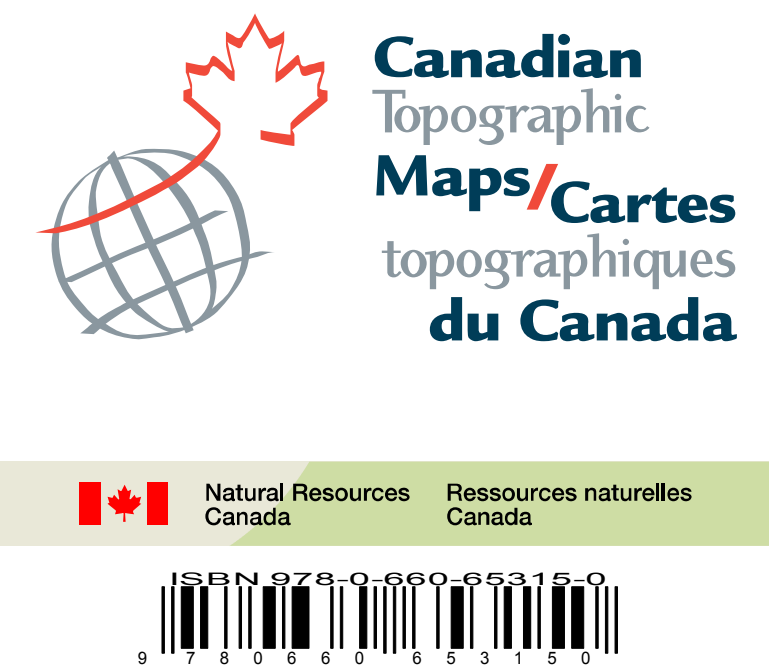 Canadian
Topographic
Maps/Cartes
topographiques
du Canada
Natural Resources Ressources naturelles
Canada Canada
ISBN 978-0-660-65315-0
9 780660 653150